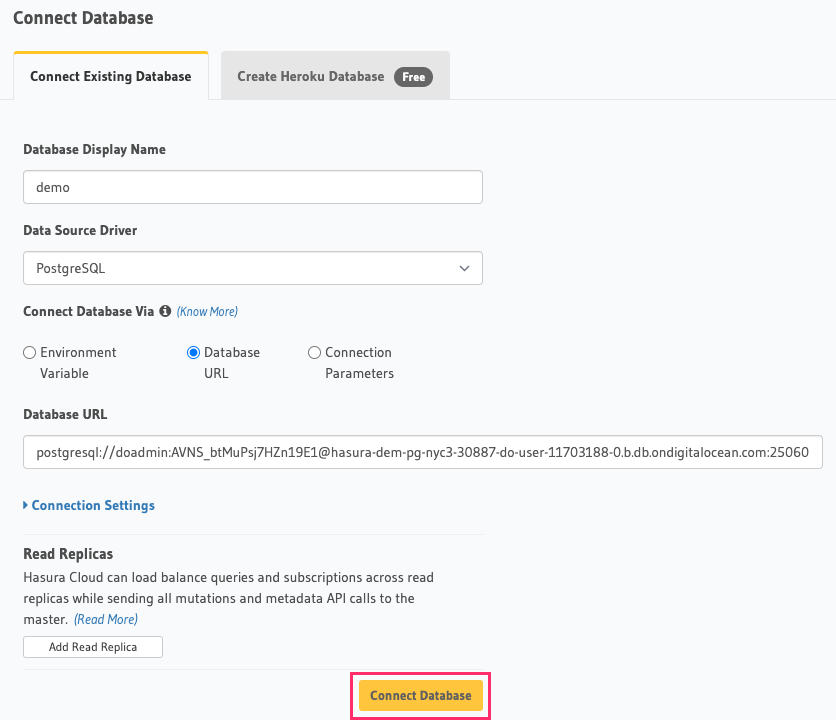 Connect Database
Connect Existing Database
Create Heroku Database Free
Database Display Name
demo
Data Source Driver
PostgreSQL
Connect Database Via (Know More)
Environment Variable
Database URL
Connection Parameters
Database URL
postgresql://doadmin:AVNS_btMuPsj7HZn19E1@hasura-dem-pg-nyc3-30887-do-user-11703188-0.b.db.ondigitalocean.com:25060
Connection Settings
Read Replicas
Hasura Cloud can load balance queries and subscriptions across read
replicas while sending all mutations and metadata API calls to the
master. (Read More)
Add Read Replica
Connect Database